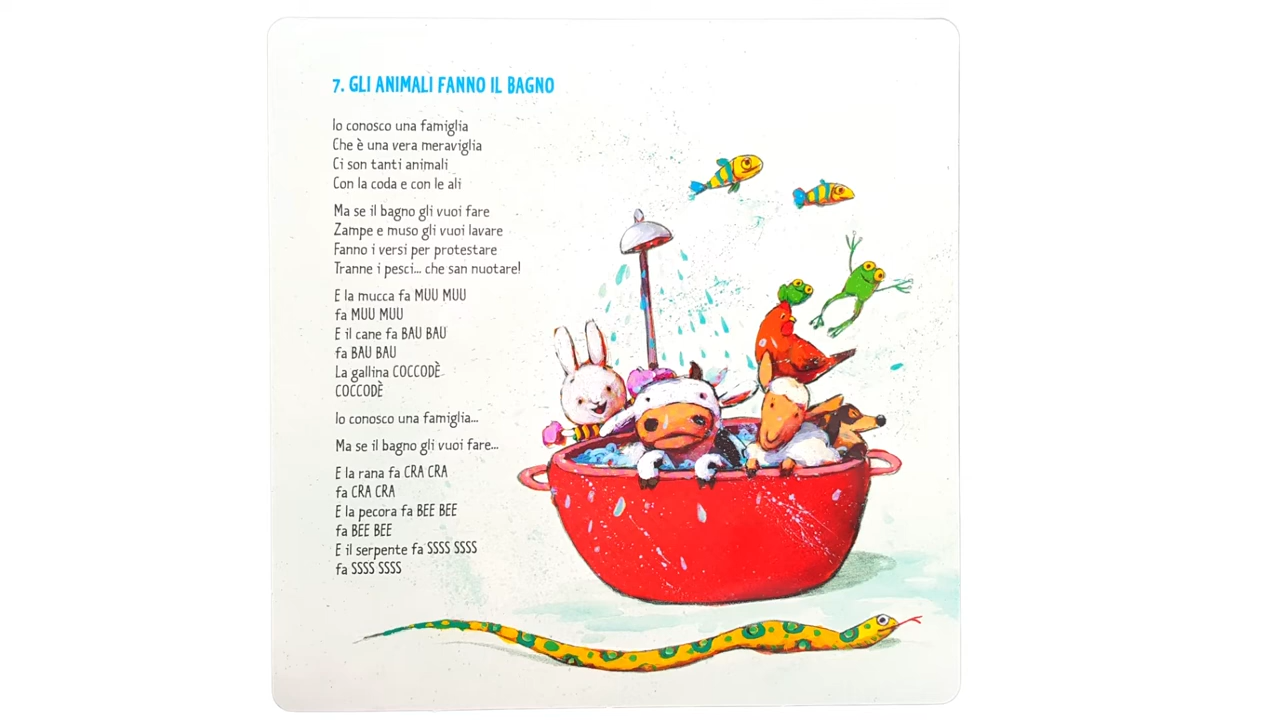 7. GLI ANIMALI FANNO IL BAGNO
Io conosco una famiglia
Che è una vera meraviglia
Ci son tanti animali
Con la coda e con le ali
Ma se il bagno gli vuoi fare
Zampe e muso gli vuoi lavare
Fanno i versi per protestare
Tranne i pesci... che san nuotare!
E la mucca fa MUU MUU
fa MUU MUU
E il cane fa BAU BAU
fa BAU BAU
La gallina COCCODÈ
COCCODÈ
Io conosco una famiglia...
Ma se il bagno gli vuoi fare...
E la rana fa CRA CRA
fa CRA CRA
E la pecora fa BEE BEE
fa BEE BEE
E il serpente fa SSSS SSSS
fa SSSS SSSS